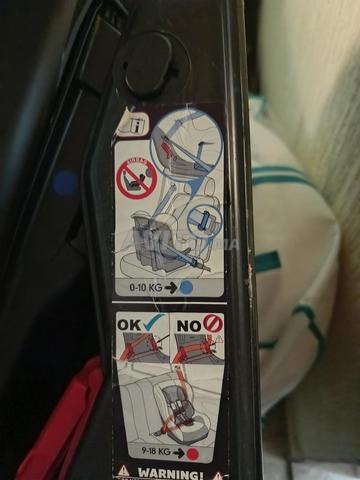 i
AIRBAG
0-10 KG
OK NO
9-18 KG
WARNING!